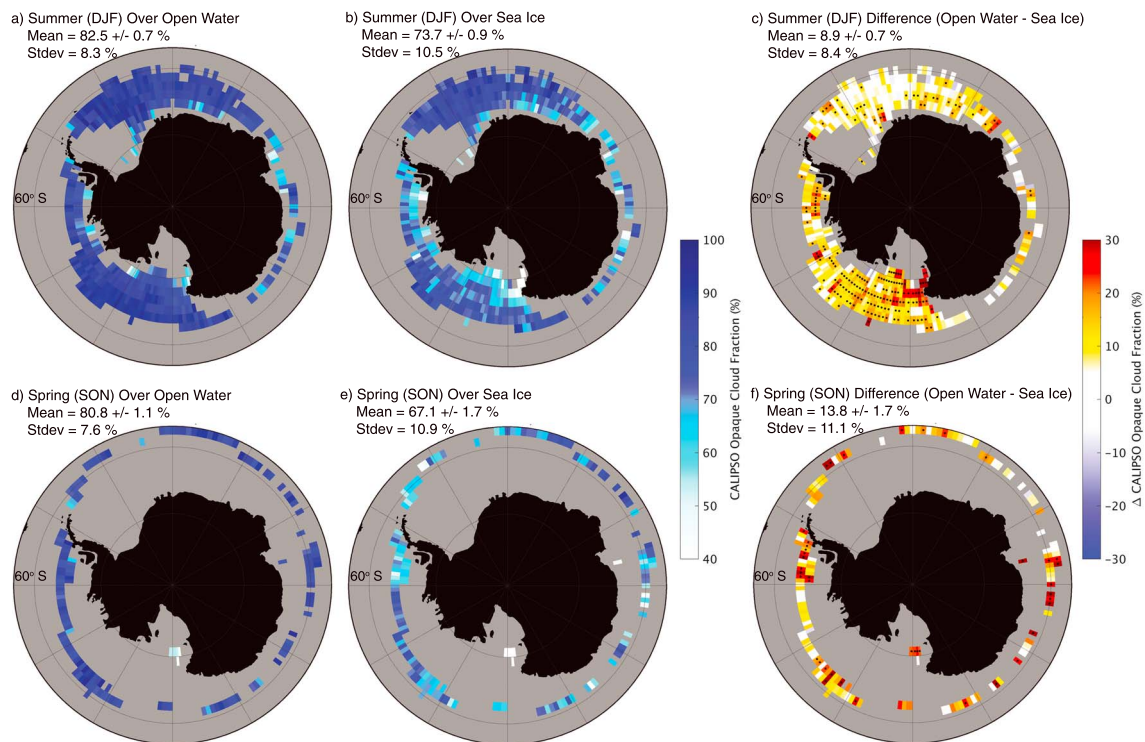 a) Summer (DJF) Over Open Water
Mean = 82.5 +/- 0.7 %
Stdev = 8.3 %
b) Summer (DJF) Over Sea Ice
Mean = 73.7 +/- 0.9 %
Stdev = 10.5 %
c) Summer (DJF) Difference (Open Water - Sea Ice)
Mean = 8.9 +/- 0.7 %
Stdev = 8.4 %
60° S
60° S
60° S
100
90
80
70
60
50
40
CALIPSO Opaque Cloud Fraction (%)
30
20
10
0
−10
−20
−30
Δ CALIPSO Opaque Cloud Fraction (%)
d) Spring (SON) Over Open Water
Mean = 80.8 +/- 1.1 %
Stdev = 7.6 %
e) Spring (SON) Over Sea Ice
Mean = 67.1 +/- 1.7 %
Stdev = 10.9 %
f) Spring (SON) Difference (Open Water - Sea Ice)
Mean = 13.8 +/- 1.7 %
Stdev = 11.1 %
60° S
60° S
60° S